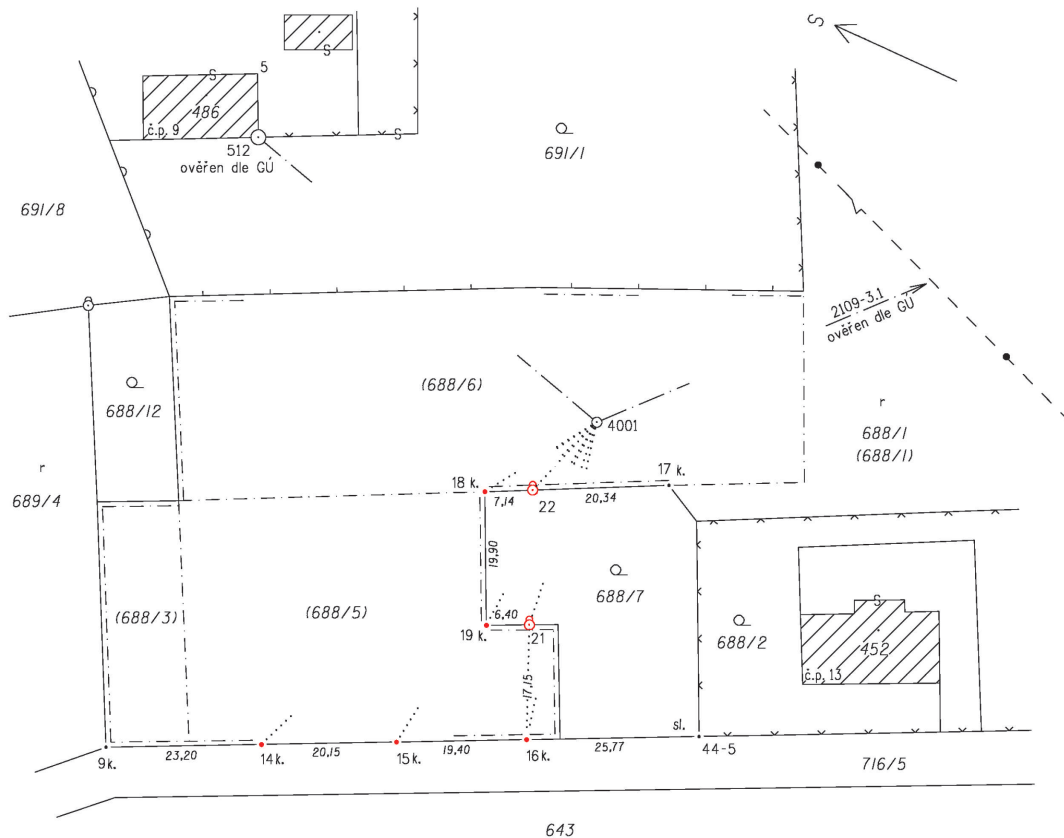 S
S
5
S
486
č.p. 9
S
512
ověřen dle GÚ
691/1
691/8
2109-3.1
ověřen dle GÚ
(688/6)
688/12
4001
r
688/1
(688/1)
r
689/4
18 k.
17 k.
7,14
20,34
22
19,90
(688/3)
(688/5)
6,40
688/7
19 k.
21
688/2
S
452
č.p. 13
17,15
sl.
9 k.
23,20
14 k.
20,15
15 k.
19,40
16 k.
25,77
44-5
716/5
643